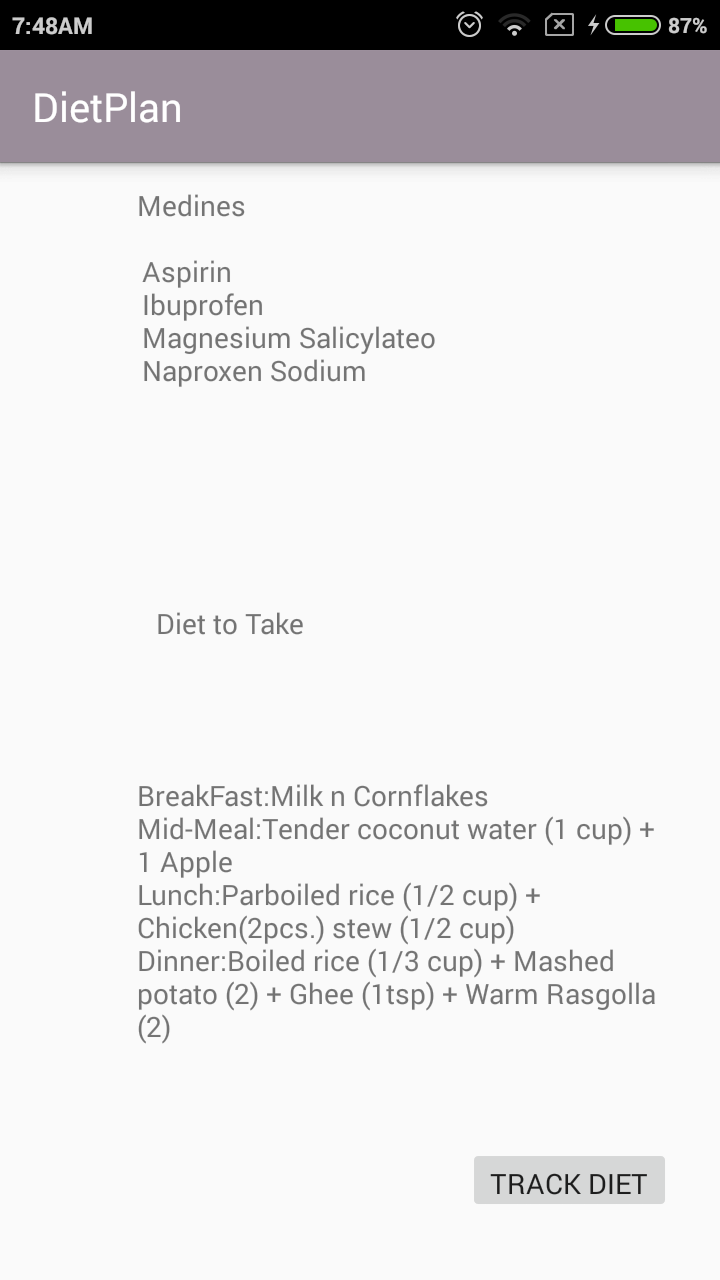 7:48AM
87%
DietPlan
Medines
Aspirin
Ibuprofen
Magnesium Salicylateo
Naproxen Sodium
Diet to Take
BreakFast:Milk n Cornflakes
Mid-Meal:Tender coconut water (1 cup) +
1 Apple
Lunch:Parboiled rice (1/2 cup) +
Chicken(2pcs.) stew (1/2 cup)
Dinner:Boiled rice (1/3 cup) + Mashed
potato (2) + Ghee (1tsp) + Warm Rasgolla
(2)
TRACK DIET